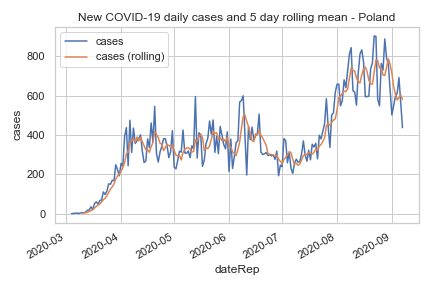 New COVID-19 daily cases and 5 day rolling mean - Poland
cases
cases (rolling)
800
600
400
200
0
cases
2020-03
2020-04
2020-05
2020-06
2020-07
2020-08
2020-09
dateRep